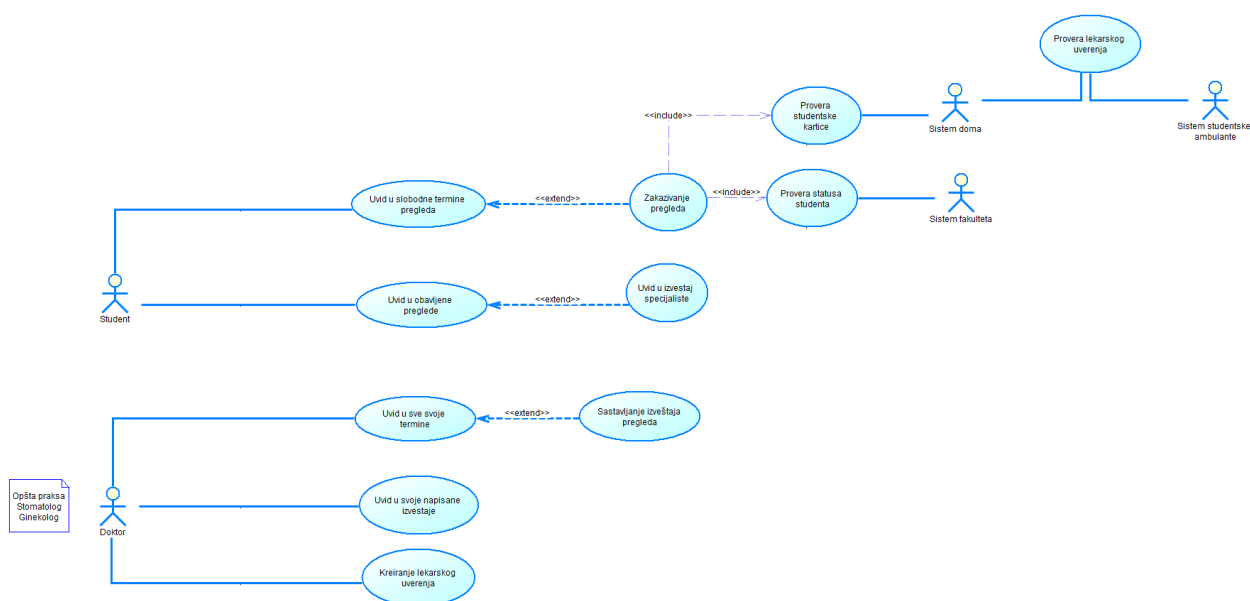 Provera lekarskog
uverenja
Provera
studentske
kartice
<<include>>
Sistem doma
Sistem studentske
ambulante
Uvid u slobodne termine
pregleda
<<extend>>
Zakazivanje
pregleda
<<include>>
Provera statusa
studenta
Sistem fakulteta
Uvid u obavljene
preglede
<<extend>>
Uvid u izvestaj
specijaliste
Student
Uvid u sve svoje
termine
<<extend>>
Sastavljanje izveštaja
pregleda
Opšta praksa
Stomatolog
Ginekolog
Doktor
Uvid u svoje napisane
izvestaje
Kreiranje lekarskog
uverenja